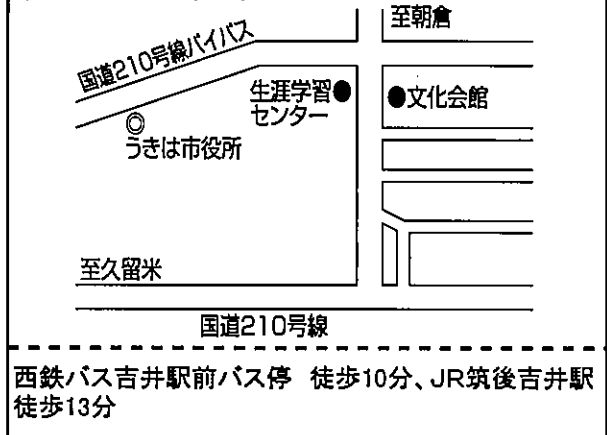 至朝倉
国道210号線バイパス
生涯学習
センター
文化会館
うきは市役所
至久留米
国道210号線
西鉄バス吉井駅前バス停　徒歩10分、JR筑後吉井駅
徒歩13分